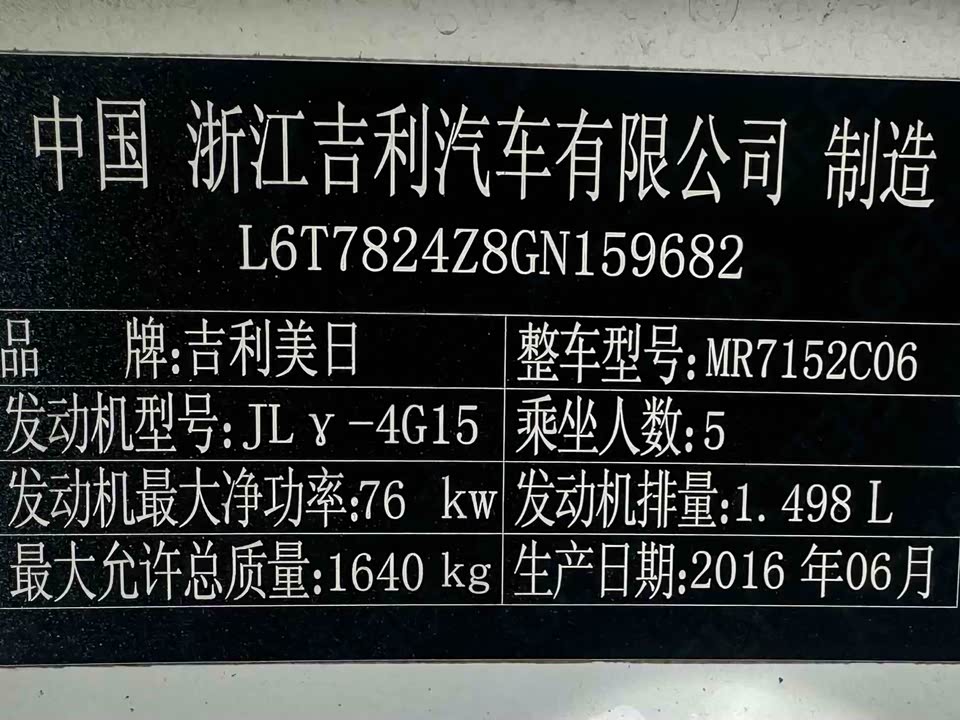 中国 浙江吉利汽车有限公司 制造
L6T7824Z8GN159682
品 牌:吉利美日 整车型号:MR7152C06
发动机型号:JLγ-4G15 乘坐人数:5
发动机最大净功率:76 kw 发动机排量:1.498 L
最大允许总质量:1640 kg 生产日期:2016 年06月